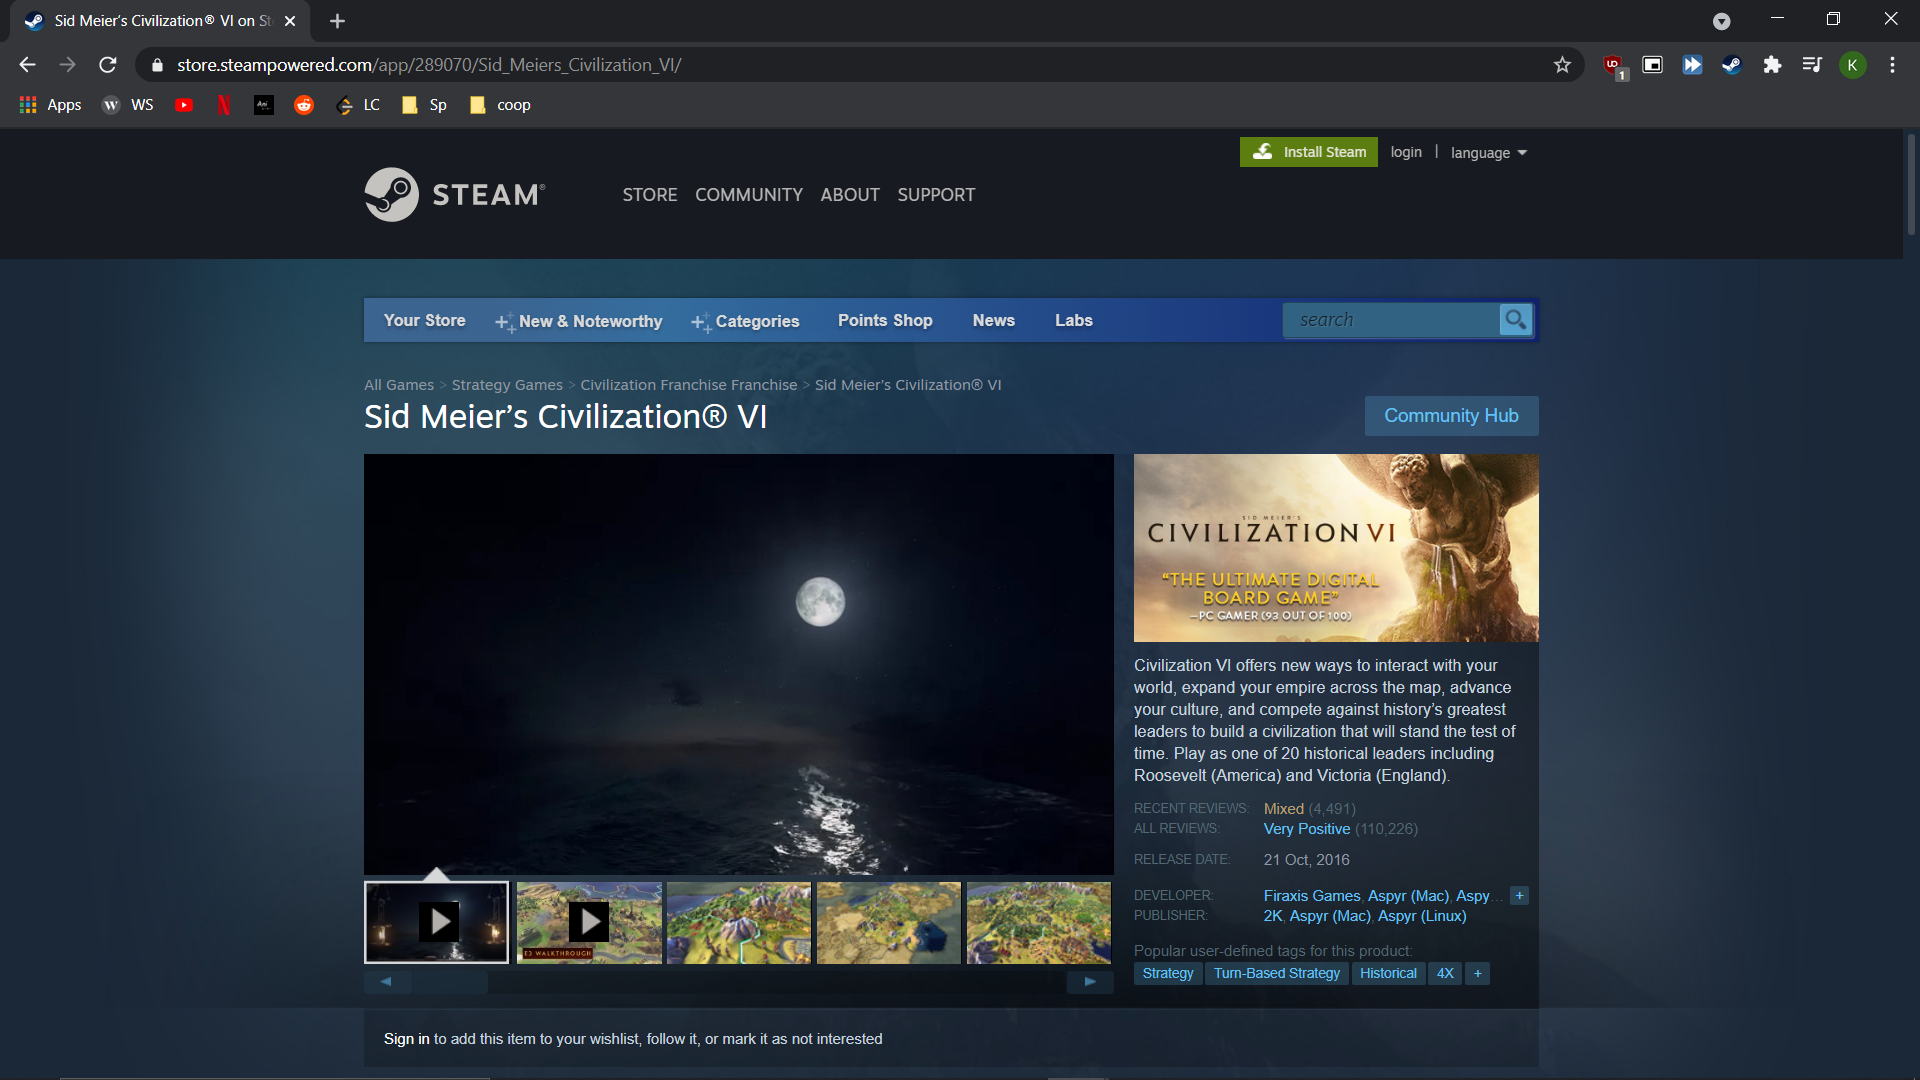 Sid Meier's Civilization® VI on St
store.steampowered.com/app/289070/Sid_Meiers_Civilization_VI/
UO
1
K
Apps
W
WS
LC
Sp
coop
Install Steam
login
|
language
STEAM®
STORE
COMMUNITY
ABOUT
SUPPORT
Your Store
New & Noteworthy
Categories
Points Shop
News
Labs
search
All Games > Strategy Games > Civilization Franchise Franchise > Sid Meier's Civilization® VI
Sid Meier's Civilization® VI
Community Hub
SID MEIER'S
CIVILIZATION VI
"THE ULTIMATE DIGITAL
BOARD GAME"
—PC GAMER (93 OUT OF 100)
Civilization VI offers new ways to interact with your
world, expand your empire across the map, advance
your culture, and compete against history's greatest
leaders to build a civilization that will stand the test of
time. Play as one of 20 historical leaders including
Roosevelt (America) and Victoria (England).
RECENT REVIEWS: Mixed (4,491)
ALL REVIEWS: Very Positive (110,226)
RELEASE DATE: 21 Oct, 2016
DEVELOPER: Firaxis Games, Aspyr (Mac), Aspy... +
PUBLISHER: 2K, Aspyr (Mac), Aspyr (Linux)
Popular user-defined tags for this product:
Strategy Turn-Based Strategy Historical 4X +
E3 WALKTHROUGH
Sign in to add this item to your wishlist, follow it, or mark it as not interested